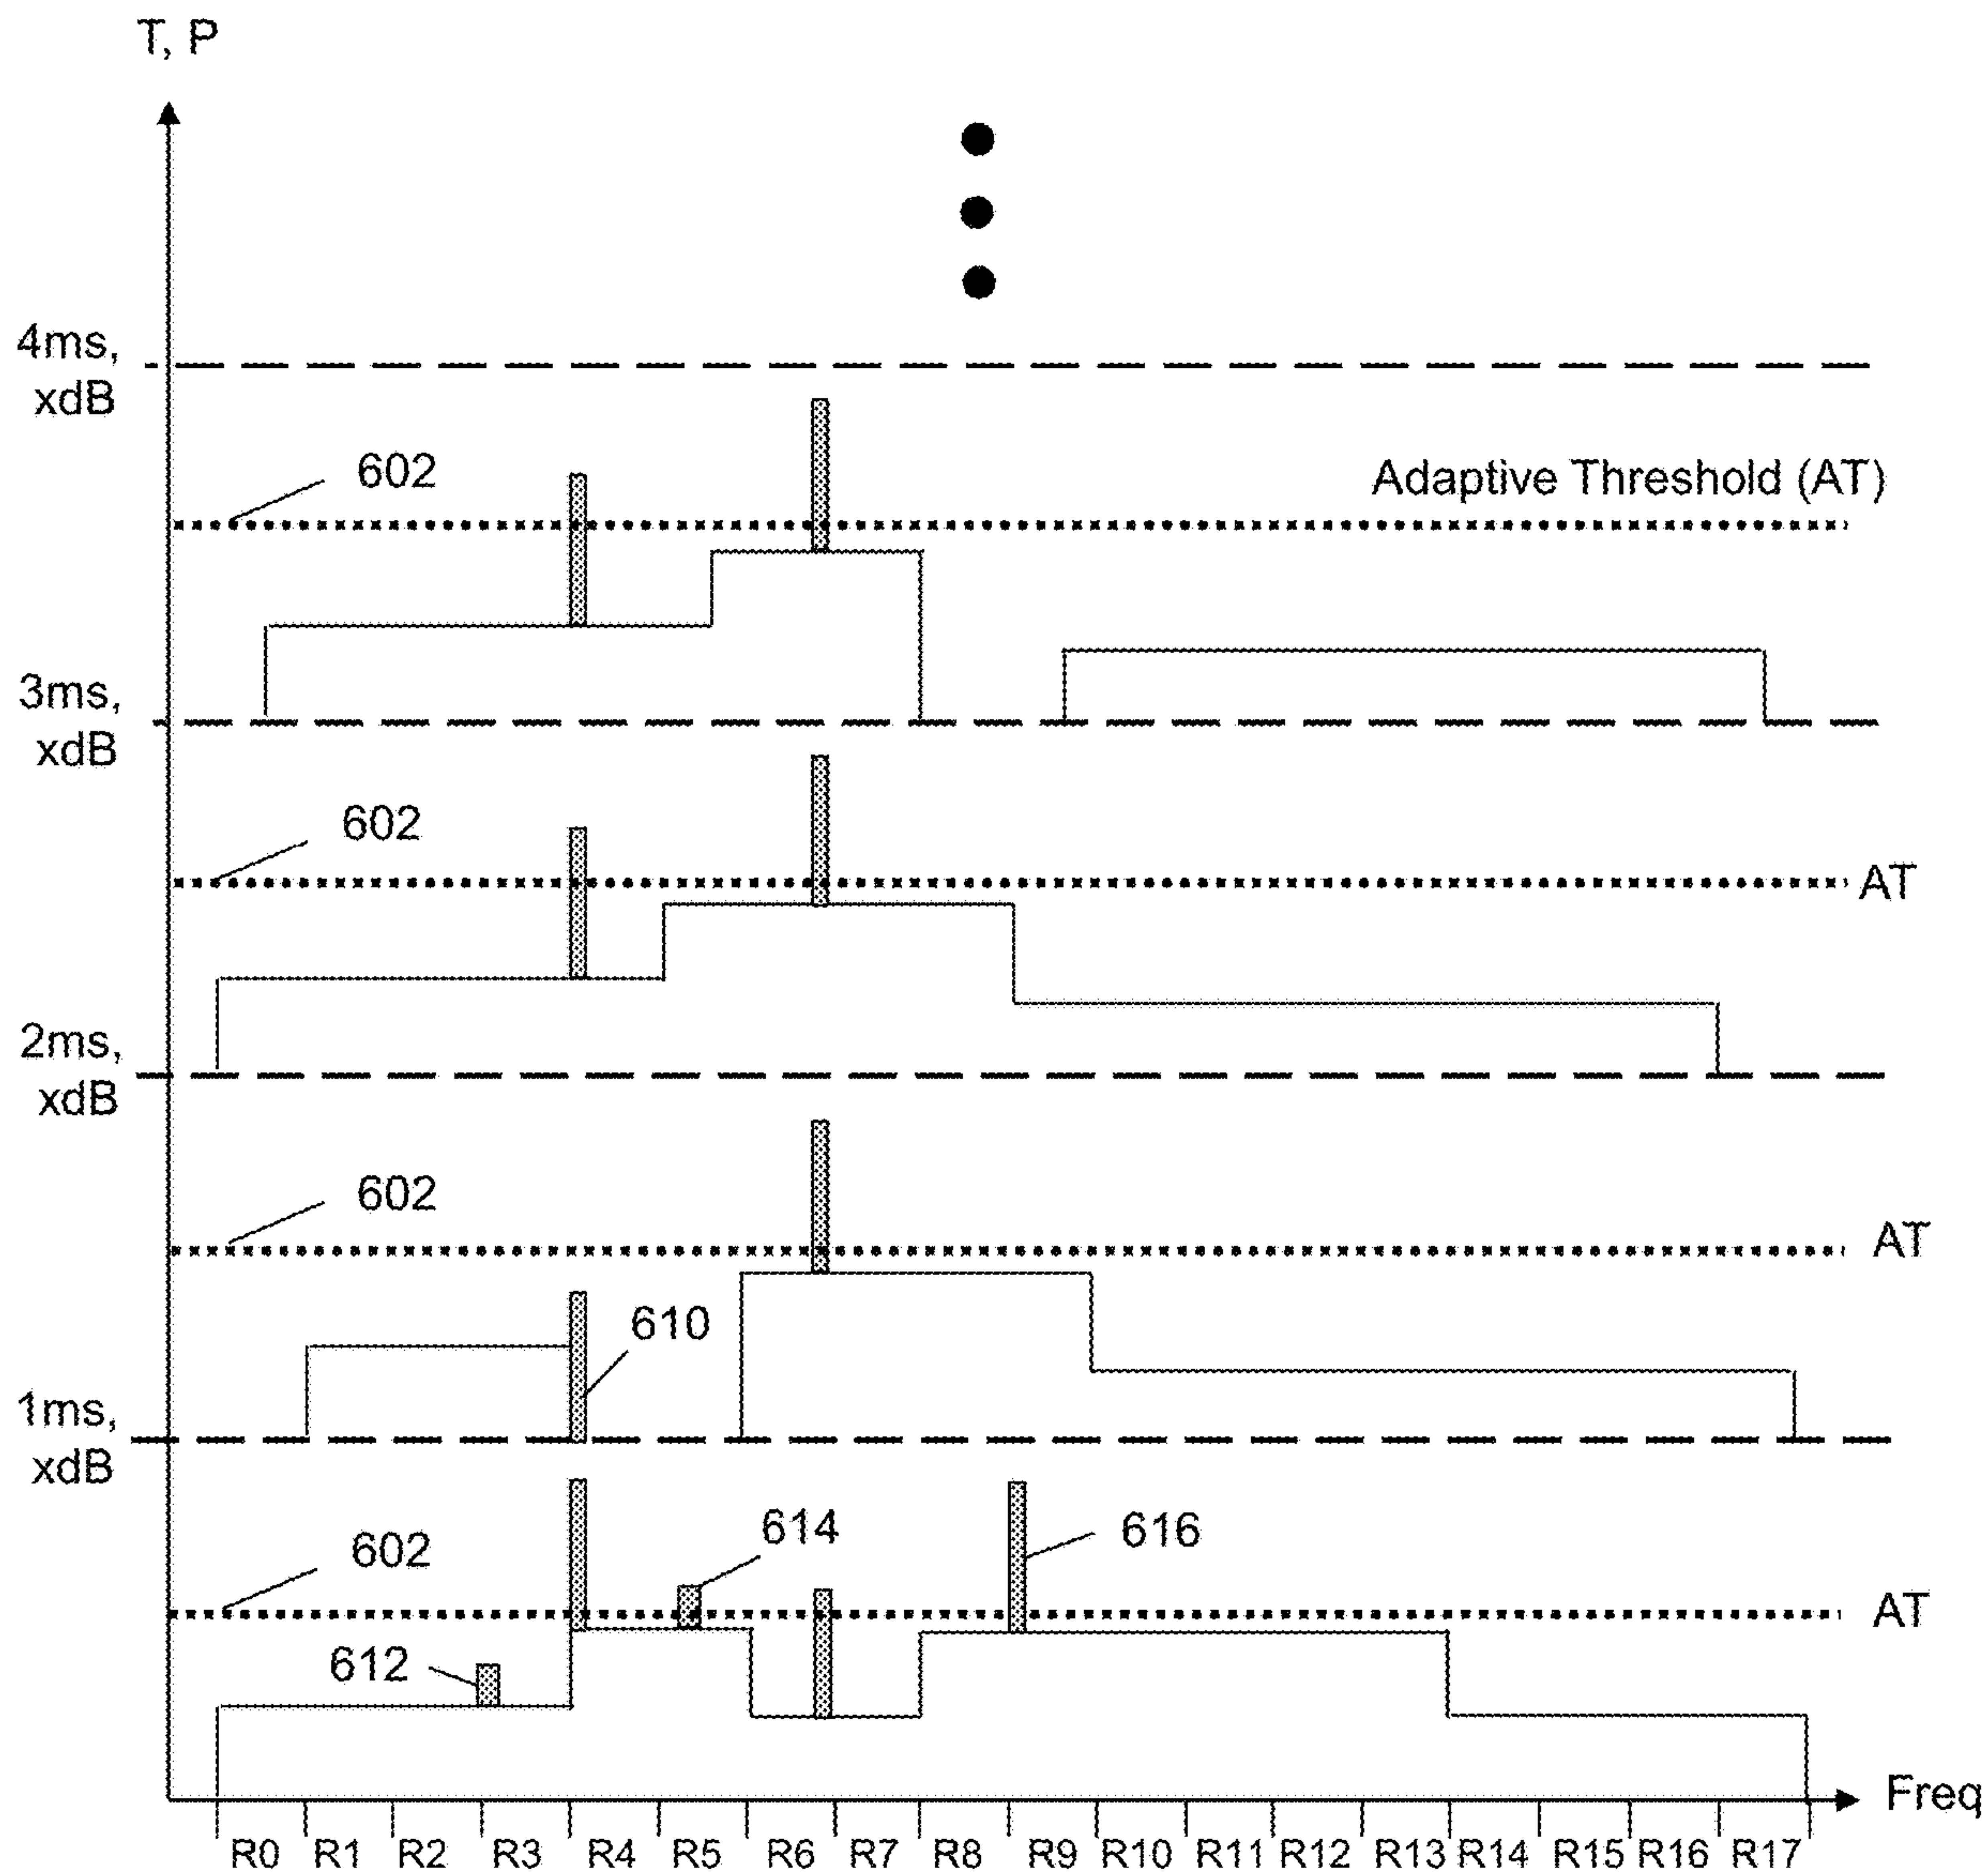 T, P
4ms,
xdB
602
Adaptive Threshold (AT)
3ms,
xdB
602
AT
2ms,
xdB
602
AT
610
1ms,
xdB
602
614
616
AT
612
Freq
R0 R1 R2 R3 R4 R5 R6 R7 R8 R9 R10 R11 R12 R13 R14 R15 R16 R17